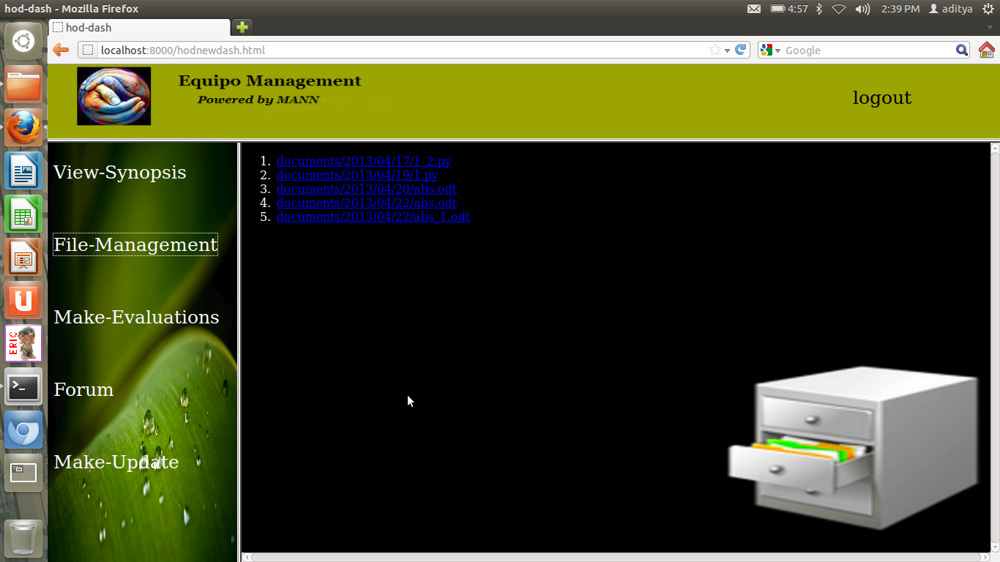 hod-dash - Mozilla Firefox
4:57
2:39 PM
aditya
hod-dash
localhost:8000/hodnewdash.html
Google
Equipo Management
Powered by MANN
logout
View-Synopsis
File-Management
Make-Evaluations
Forum
Make-Update
1. documents/2013/04/17/1_2.py
2. documents/2013/04/19/1.py
3. documents/2013/04/20/abs.odt
4. documents/2013/04/22/abs.odt
5. documents/2013/04/22/abs_1.odt
U
ERIC